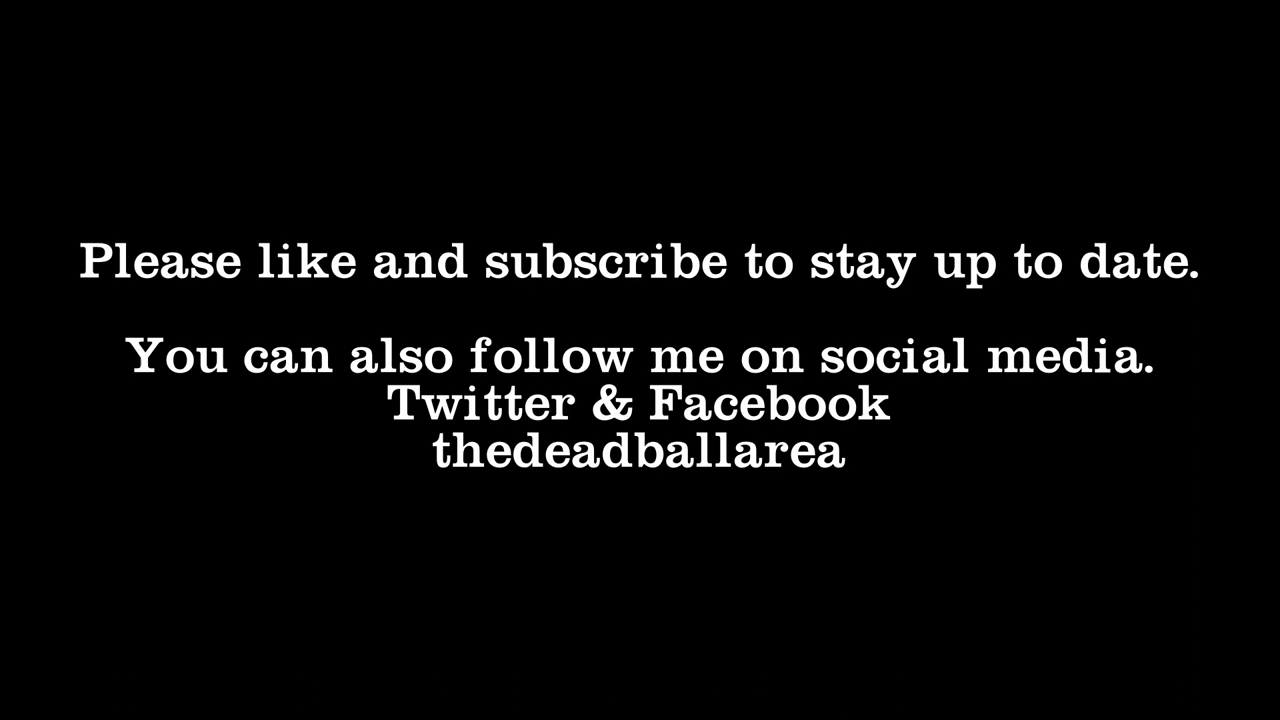 Please like and subscribe to stay up to date.
You can also follow me on social media.
Twitter & Facebook
thedeadballarea